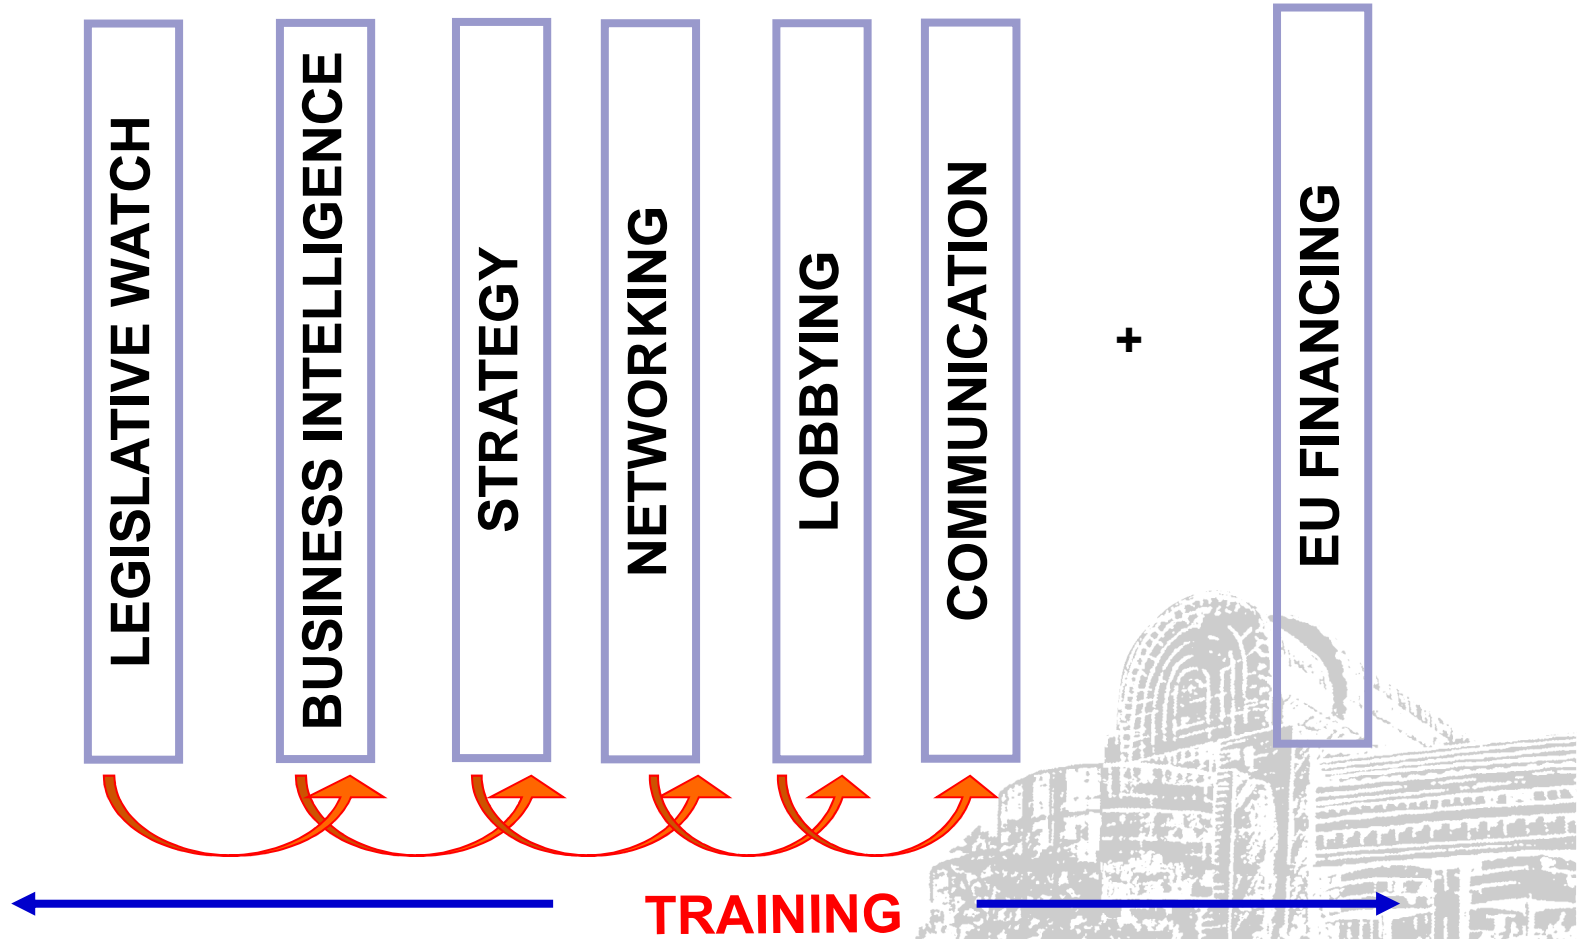 LEGISLATIVE WATCH
BUSINESS INTELLIGENCE
STRATEGY
NETWORKING
LOBBYING
COMMUNICATION
+
EU FINANCING
TRAINING